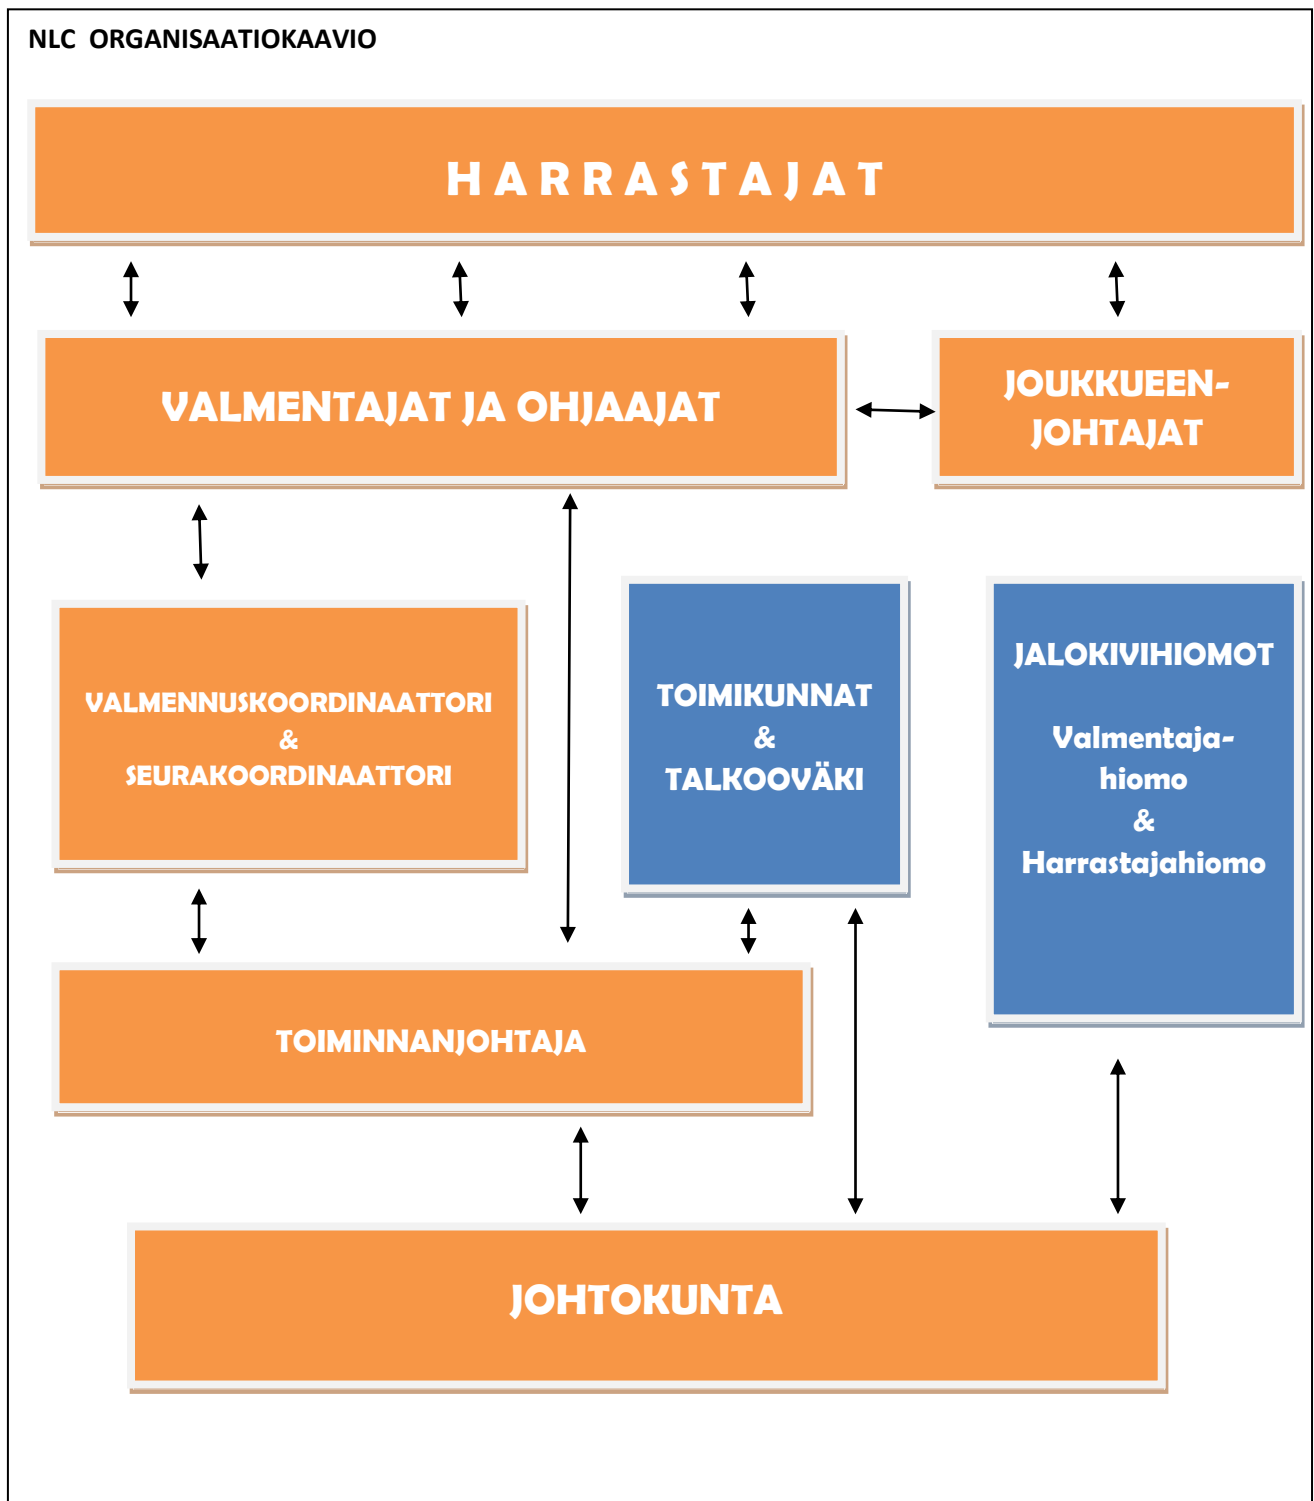 NLC ORGANISAATIOKAAVIO
HARRASTAJAT
VALMENTAJAT JA OHJAAJAT
JOUKKUEEN-
JOHTAJAT
VALMENNUSKOORDINAATTORI
&
SEURAKOORDINAATTORI
TOIMIKUNNAT
&
TALKOOVÄKI
JALOKIVIHIOMOT
Valmentaja-
hiomo
&
Harrastajahiomo
TOIMINNANJOHTAJA
JOHTOKUNTA